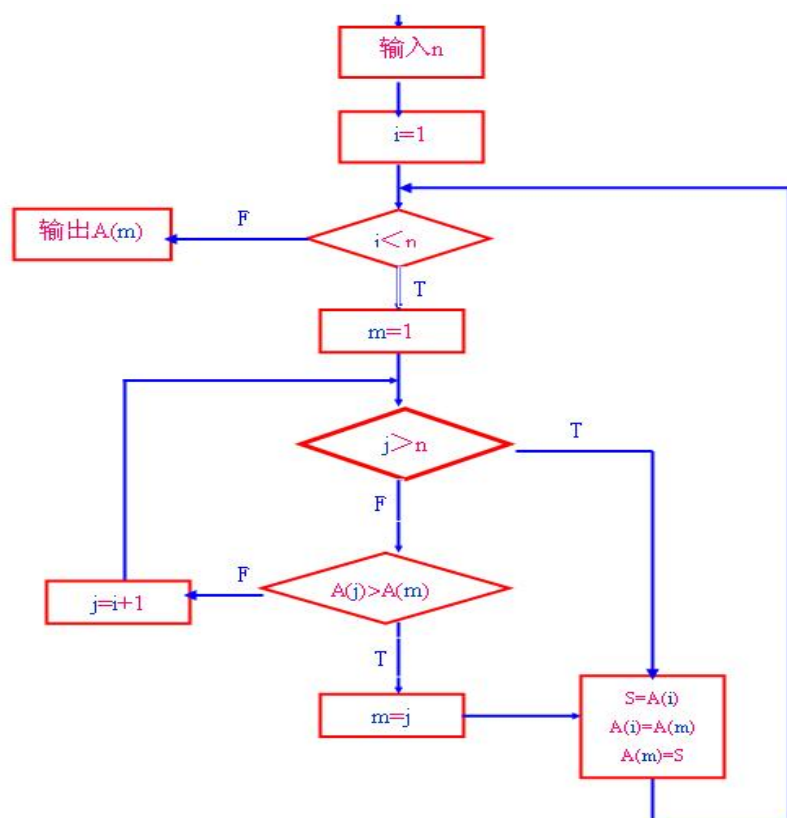 输入n
i=1
i<n
F
输出A(m)
T
m=1
j>n
T
F
A(j)>A(m)
F
j=i+1
T
m=j
S=A(i)
A(i)=A(m)
A(m)=S